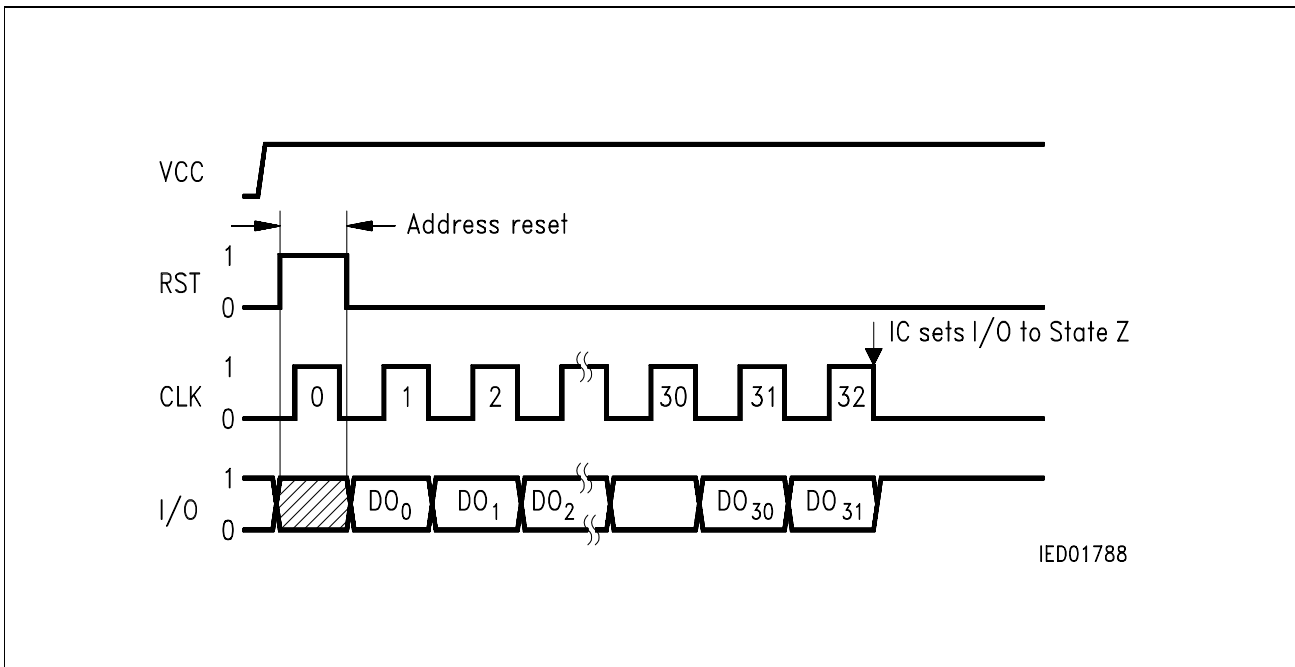 VCC
Address reset
1
RST
0
IC sets I/O to State Z
1
CLK
0
0 1 2 30 31 32
1
I/O
0
DO0 DO1 DO2 DO30 DO31
IED01788